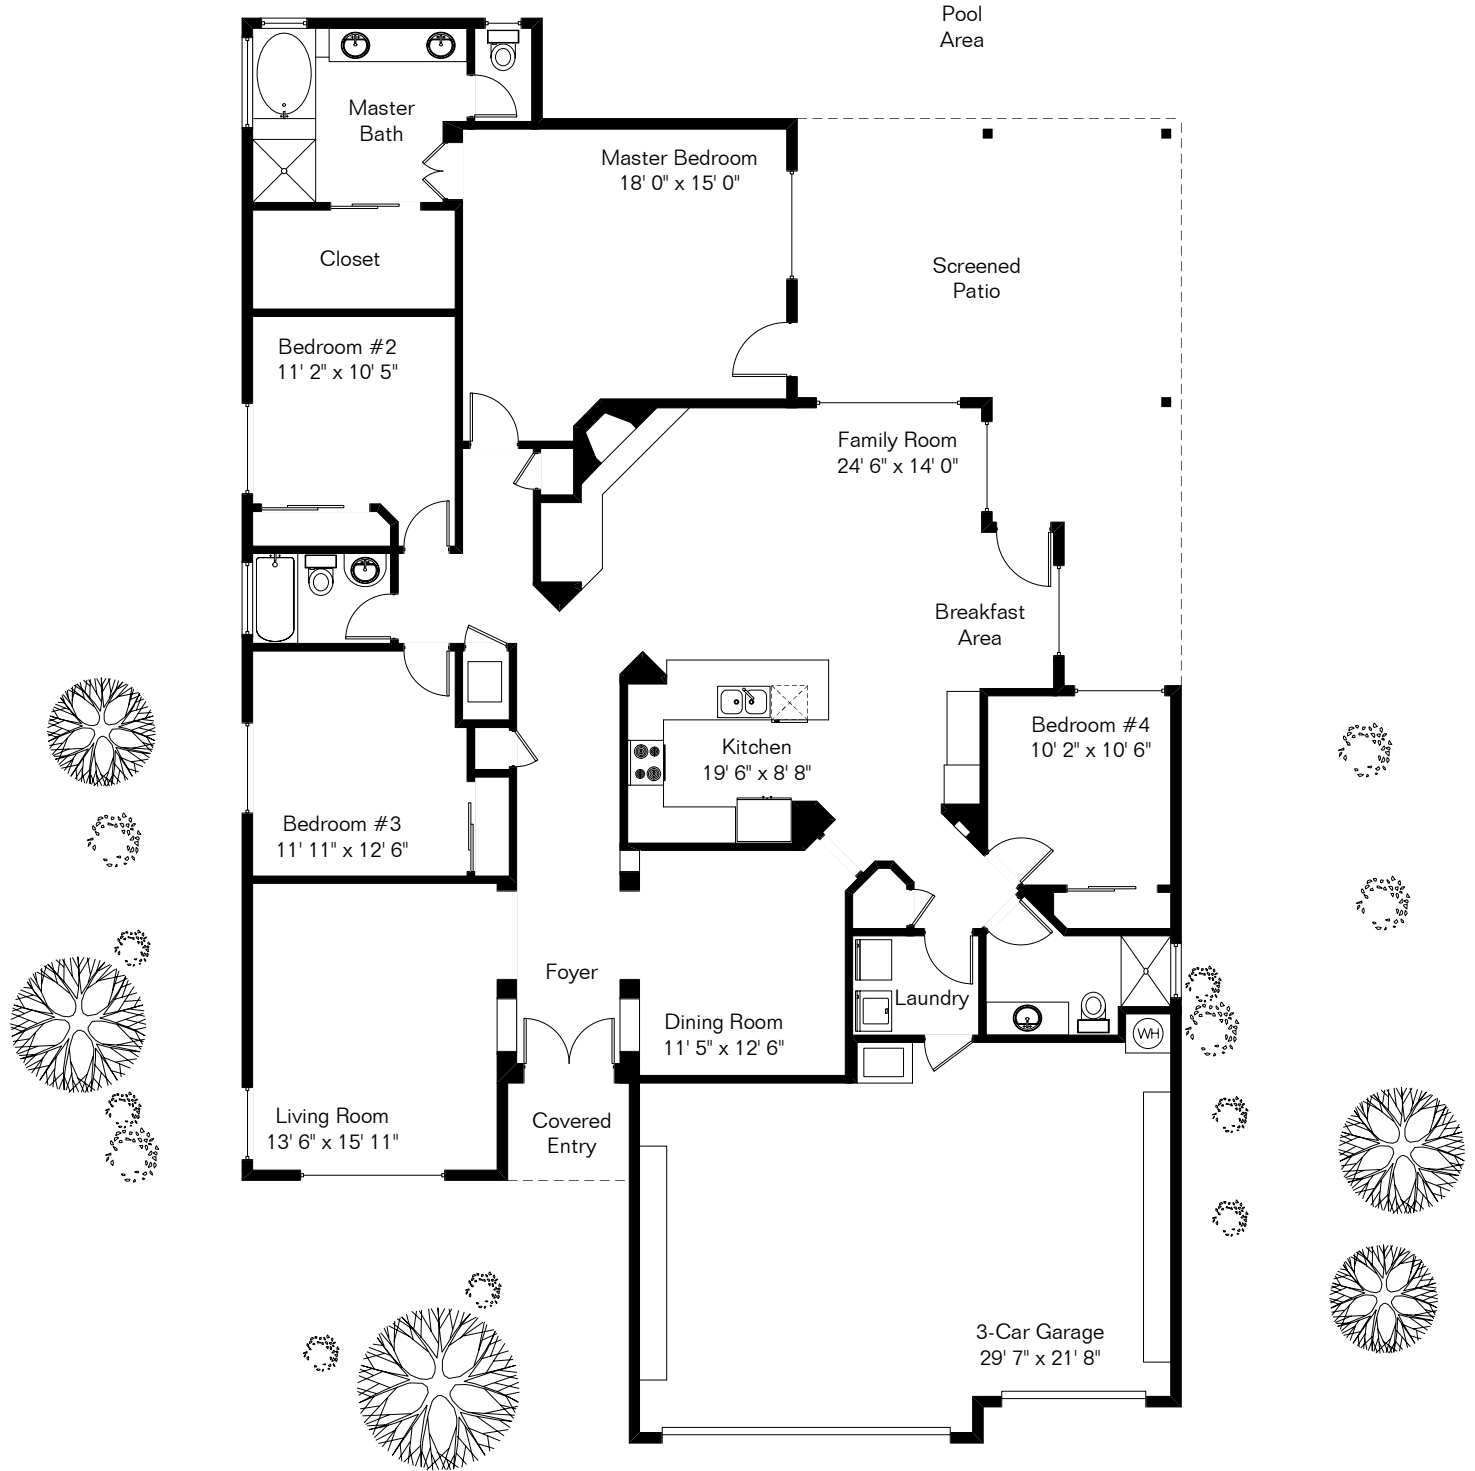 Pool
Area
Master
Bath
Master Bedroom
18' 0" x 15' 0"
Closet
Screened
Patio
Bedroom #2
11' 2" x 10' 5"
Family Room
24' 6" x 14' 0"
Breakfast
Area
Bedroom #4
10' 2" x 10' 6"
Kitchen
19' 6" x 8' 8"
Bedroom #3
11' 11" x 12' 6"
Foyer
Laundry
Dining Room
11' 5" x 12' 6"
WH
Living Room
13' 6" x 15' 11"
Covered
Entry
3-Car Garage
29' 7" x 21' 8"